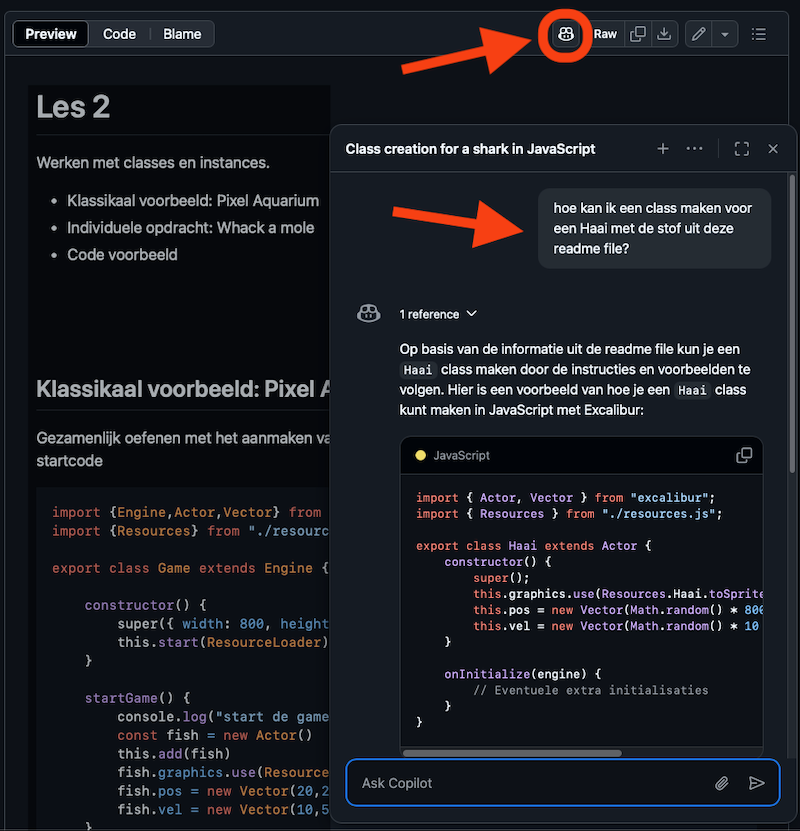 Preview Code Blame
Raw
Les 2
Werken met classes en instances.
Klassikaal voorbeeld: Pixel Aquarium
Individuele opdracht: Whack a mole
Code voorbeeld
Klassikaal voorbeeld: Pixel A
Gezamenlijk oefenen met het aanmaken va
startcode
import {Engine,Actor,Vector} from
import {Resources} from "./resourc
export class Game extends Engine {
constructor() {
super({ width: 800, height
this.start(ResourceLoader)
}
startGame() {
console.log("start de game
const fish = new Actor()
this.add(fish)
fish.graphics.use(Resource
fish.pos = new Vector(20,2
fish.vel = new Vector(10,5
}
Class creation for a shark in JavaScript
hoe kan ik een class maken voor
een Haai met de stof uit deze
readme file?
1 reference
Op basis van de informatie uit de readme file kun je een
Haai class maken door de instructies en voorbeelden te
volgen. Hier is een voorbeeld van hoe je een Haai class
kunt maken in JavaScript met Excalibur:
JavaScript
import { Actor, Vector } from "excalibur";
import { Resources } from "./resources.js";
export class Haai extends Actor {
constructor() {
super();
this.graphics.use(Resources.Haai.toSprite
this.pos = new Vector(Math.random() * 800
this.vel = new Vector(Math.random() * 10
}
onInitialize(engine) {
// Eventuele extra initialisaties
}
}
Ask Copilot